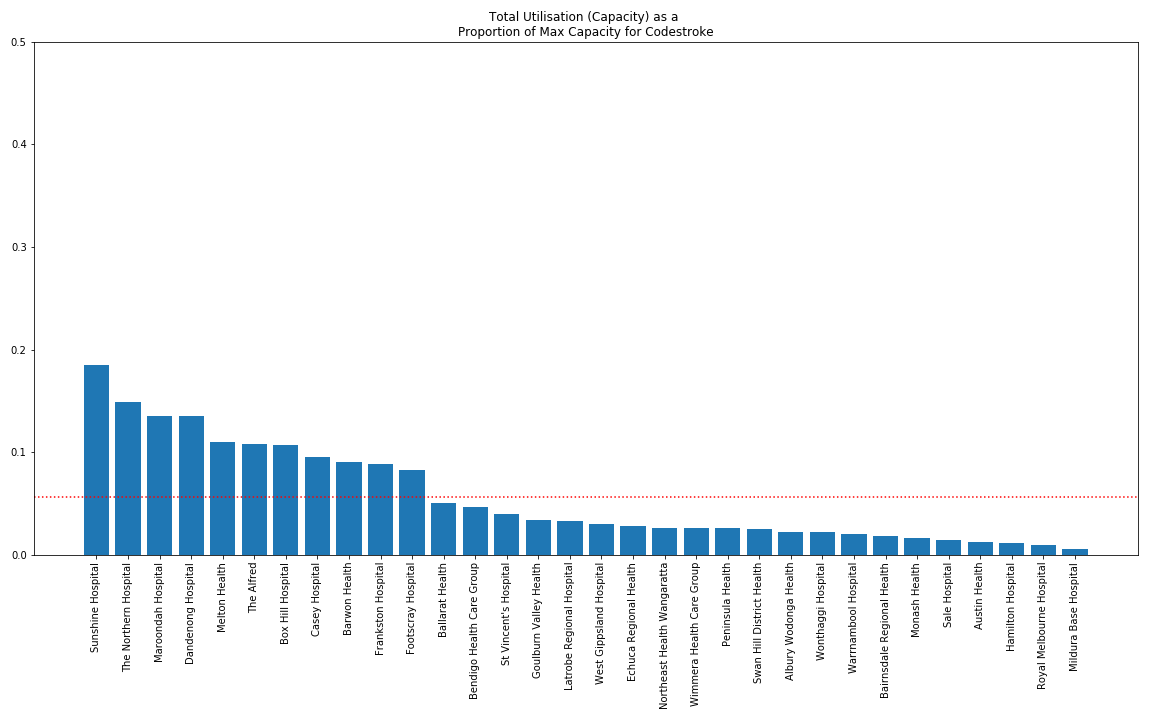 Total Utilisation (Capacity) as a
Proportion of Max Capacity for Codestroke
0.5
0.4
0.3
0.2
0.1
0.0
Sunshine Hospital
The Northern Hospital
Maroondah Hospital
Dandenong Hospital
Melton Health
The Alfred
Box Hill Hospital
Casey Hospital
Barwon Health
Frankston Hospital
Footscray Hospital
Ballarat Health
Bendigo Health Care Group
St Vincent's Hospital
Goulburn Valley Health
Latrobe Regional Hospital
West Gippsland Hospital
Echuca Regional Health
Northeast Health Wangaratta
Wimmera Health Care Group
Peninsula Health
Swan Hill District Health
Albury Wodonga Health
Wonthaggi Hospital
Warrnambool Hospital
Bairnsdale Regional Health
Monash Health
Sale Hospital
Austin Health
Hamilton Hospital
Royal Melbourne Hospital
Mildura Base Hospital